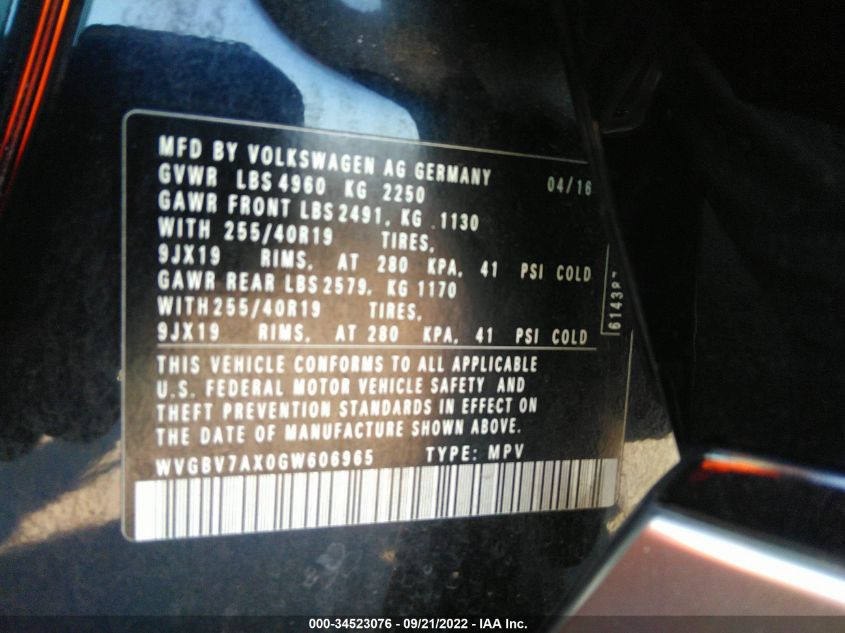 MFD BY VOLKSWAGEN AG GERMANY
GVWR LBS 4960 KG 2250 04/16
GAWR FRONT LBS 2491, KG 1130
WITH 255/40R19 TIRES,
9JX19 RIMS, AT 280 KPA, 41 PSI COLD
GAWR REAR LBS 2579, KG 1170
WITH 255/40R19 TIRES,
9JX19 RIMS, AT 280 KPA, 41 PSI COLD
THIS VEHICLE CONFORMS TO ALL APPLICABLE
U.S. FEDERAL MOTOR VEHICLE SAFETY AND
THEFT PREVENTION STANDARDS IN EFFECT ON
THE DATE OF MANUFACTURE SHOWN ABOVE.
WVGBV7AX0GW606965 TYPE: MPV
000-34523076 - 09/21/2022 - IAA Inc.